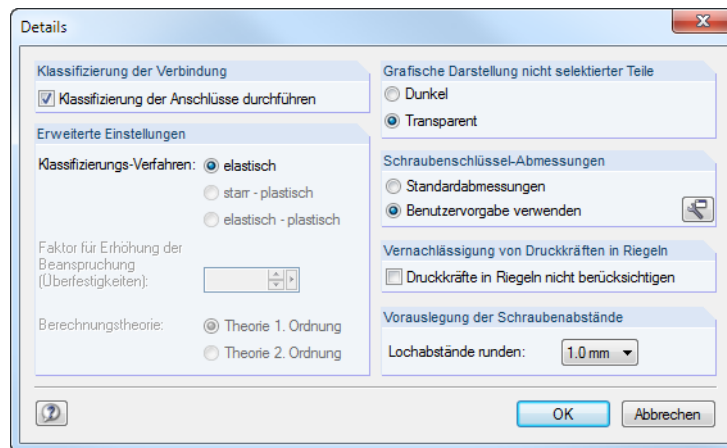 Details
Klassifizierung der Verbindung
Klassifizierung der Anschlüsse durchführen
Erweiterte Einstellungen
Klassifizierungs-Verfahren:
elastisch
starr - plastisch
elastisch - plastisch
Faktor für Erhöhung der
Beanspruchung
(Überfestigkeiten):
Berechnungstheorie:
Theorie 1. Ordnung
Theorie 2. Ordnung
Grafische Darstellung nicht selektierter Teile
Dunkel
Transparent
Schraubenschlüssel-Abmessungen
Standardabmessungen
Benutzervorgabe verwenden
Vernachlässigung von Druckkräften in Riegeln
Druckkräfte in Riegeln nicht berücksichtigen
Vorauslegung der Schraubenabstände
Lochabstände runden:
1.0 mm
OK
Abbrechen